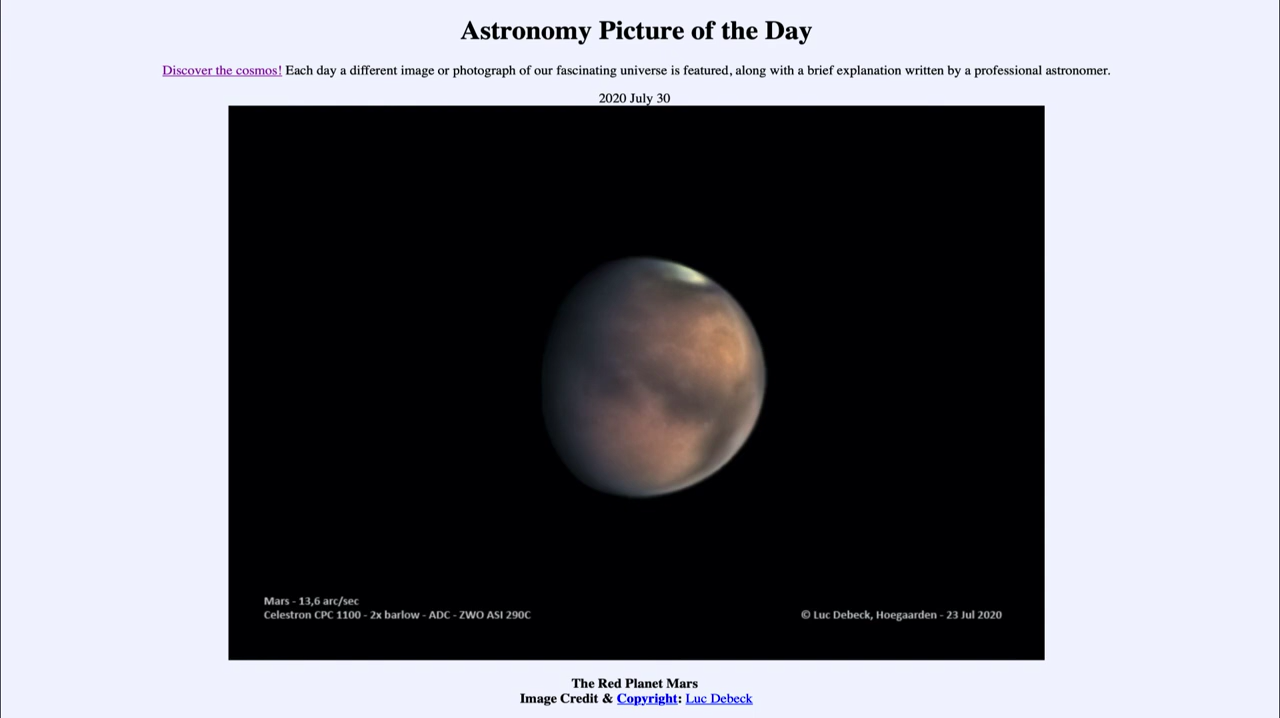 Astronomy Picture of the Day
Discover the cosmos! Each day a different image or photograph of our fascinating universe is featured, along with a brief explanation written by a professional astronomer.
2020 July 30
Mars - 13,6 arc/sec
Celestron CPC 1100 - 2x barlow - ADC - ZWO ASI 290C
© Luc Debeck, Hoegaarden - 23 Jul 2020
The Red Planet Mars
Image Credit & Copyright: Luc Debeck